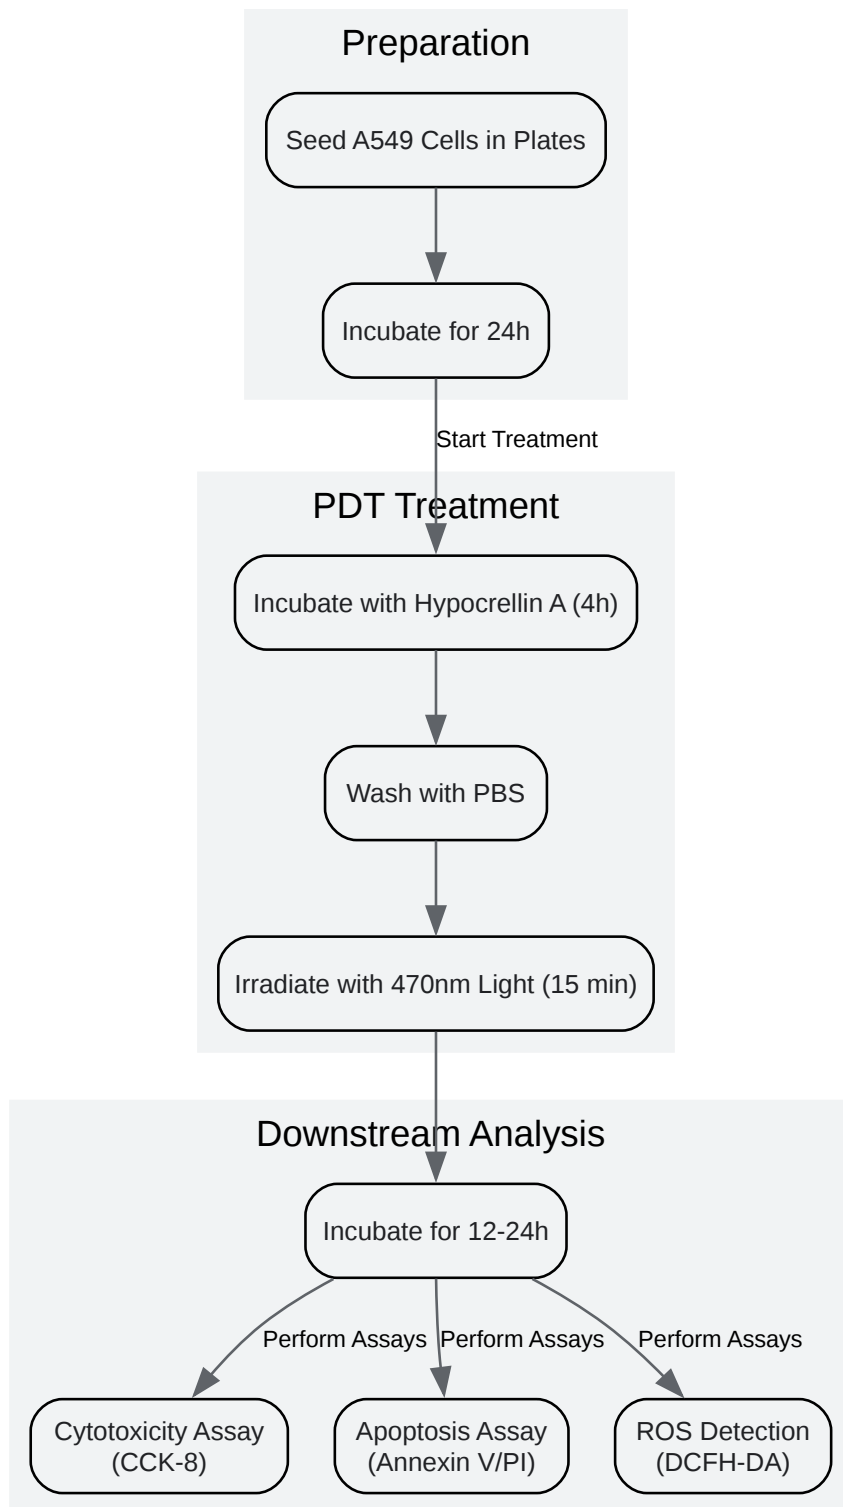 Preparation
Seed A549 Cells in Plates
Incubate for 24h
Start Treatment
PDT Treatment
Incubate with Hypocrellin A (4h)
Wash with PBS
Irradiate with 470nm Light (15 min)
Downstream Analysis
Incubate for 12-24h
Perform Assays
Perform Assays
Perform Assays
Cytotoxicity Assay
(CCK-8)
Apoptosis Assay
(Annexin V/PI)
ROS Detection
(DCFH-DA)